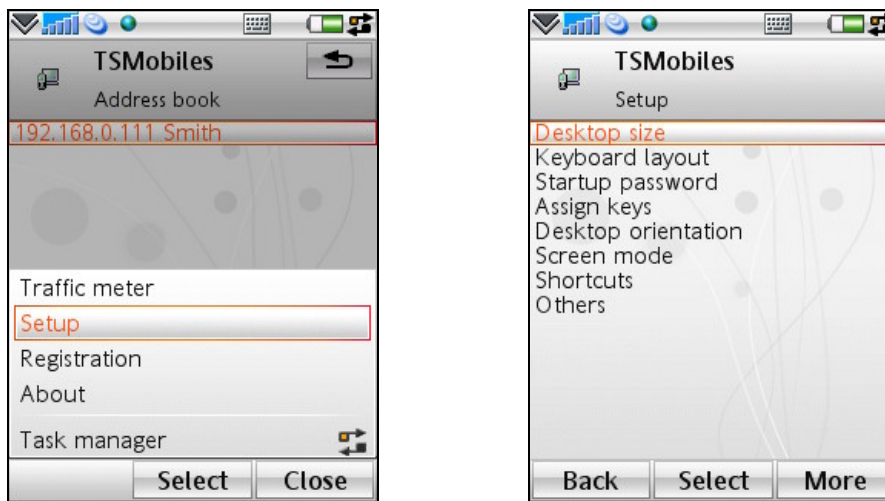 TSMobiles
Address book
192.168.0.111 Smith
Traffic meter
Setup
Registration
About
Task manager
Select Close
TSMobiles
Setup
Desktop size
Keyboard layout
Startup password
Assign keys
Desktop orientation
Screen mode
Shortcuts
Others
Back Select More